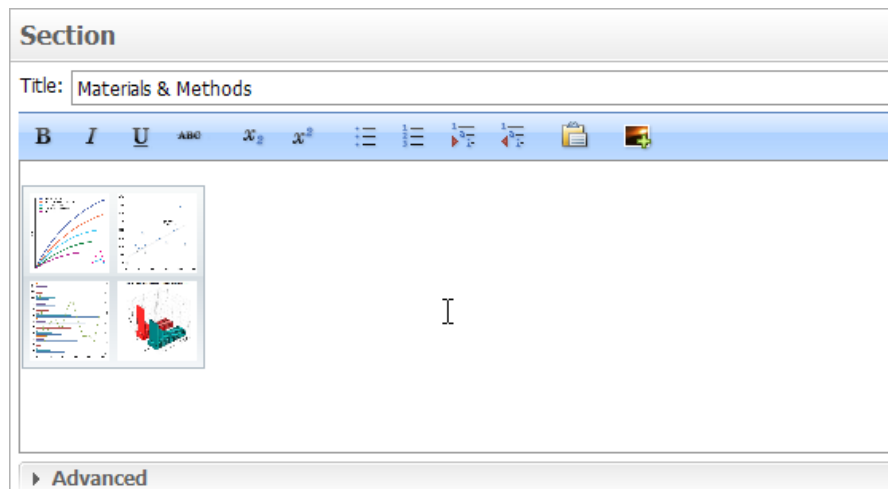 Section
Title: Materials & Methods
B I U ABC x₂ x²
Advanced